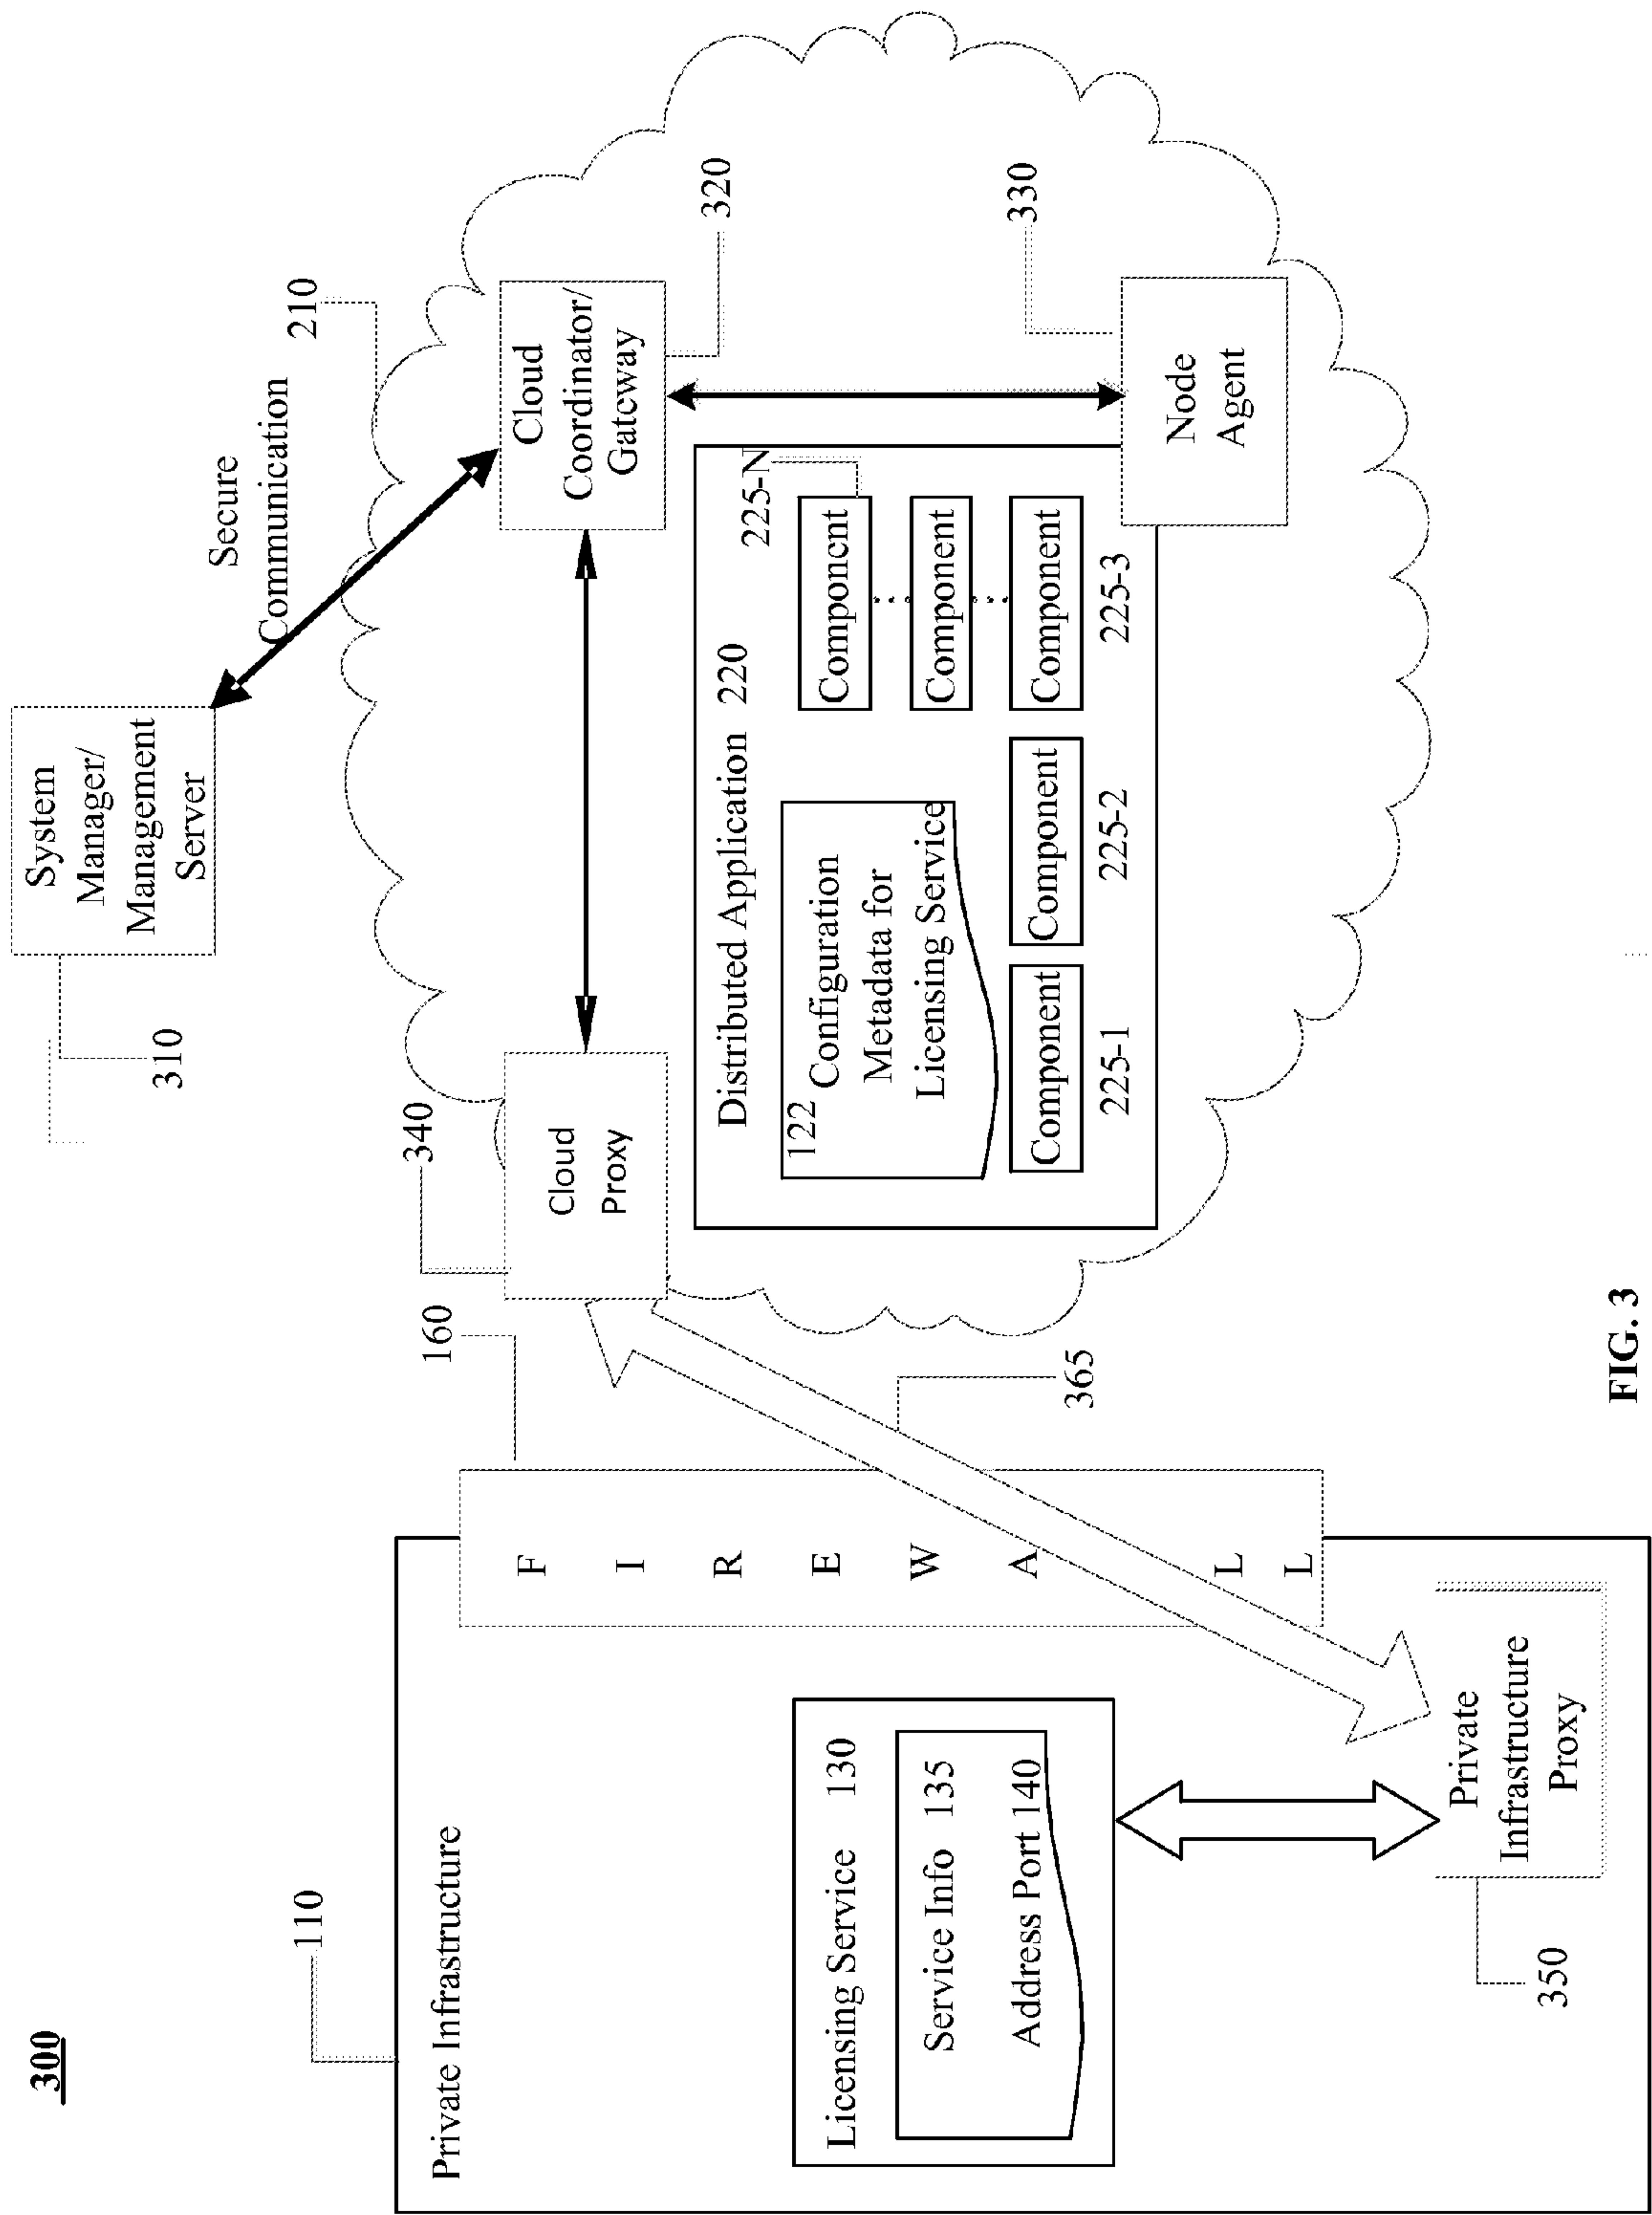 300
110
Private Infrastructure
Licensing Service 130
Service Info 135
Address Port 140
350
Private
Infrastructure
Proxy
F
I
R
E
W
A
L
L
160
365
310
System
Manager/
Management
Server
Secure
Communication
210
340
Cloud
Proxy
Cloud
Coordinator/
Gateway
320
Distributed Application 220
122
Configuration
Metadata for
Licensing Service
225-N
Component
Component
Component
Component
Component
225-1
225-2
225-3
330
Node
Agent
FIG. 3